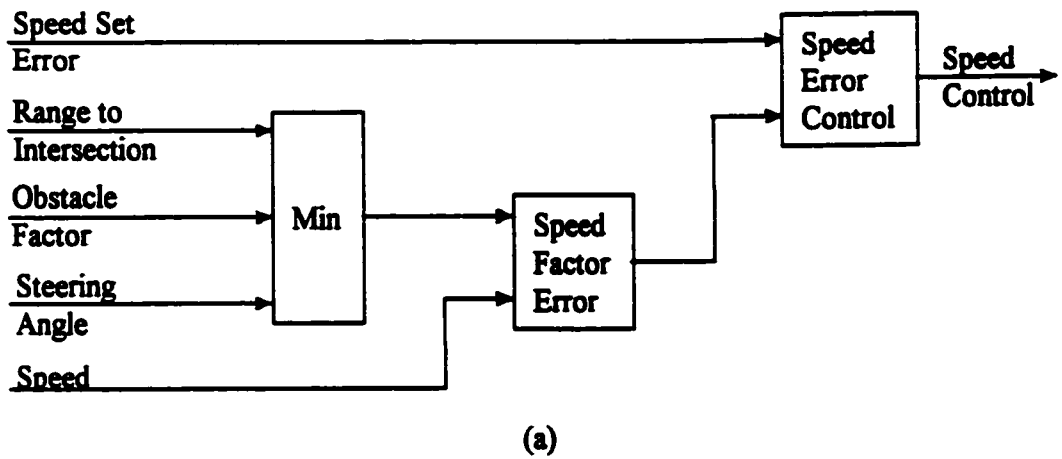 Speed Set
Error
Range to
Intersection
Obstacle
Factor
Steering
Angle
Speed
Min
Speed
Factor
Error
Speed
Error
Control
Speed
Control
(a)